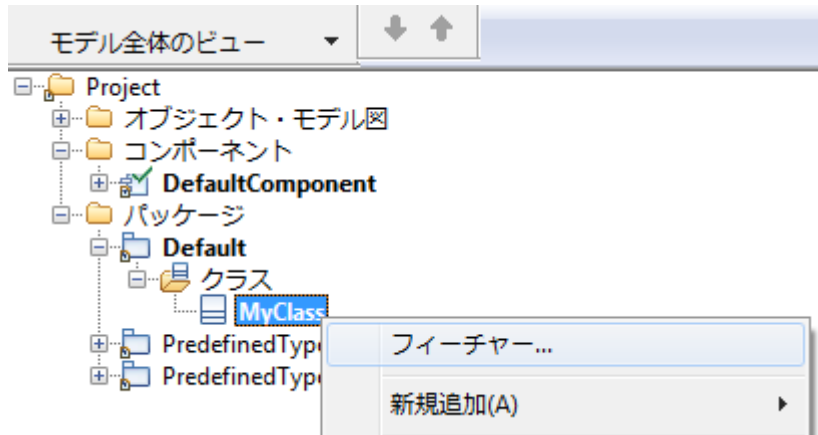 モデル全体のビュー
Project
オブジェクト・モデル図
コンポーネント
DefaultComponent
パッケージ
Default
クラス
MyClass
PredefinedType
フィーチャー...
PredefinedType
新規追加(A)